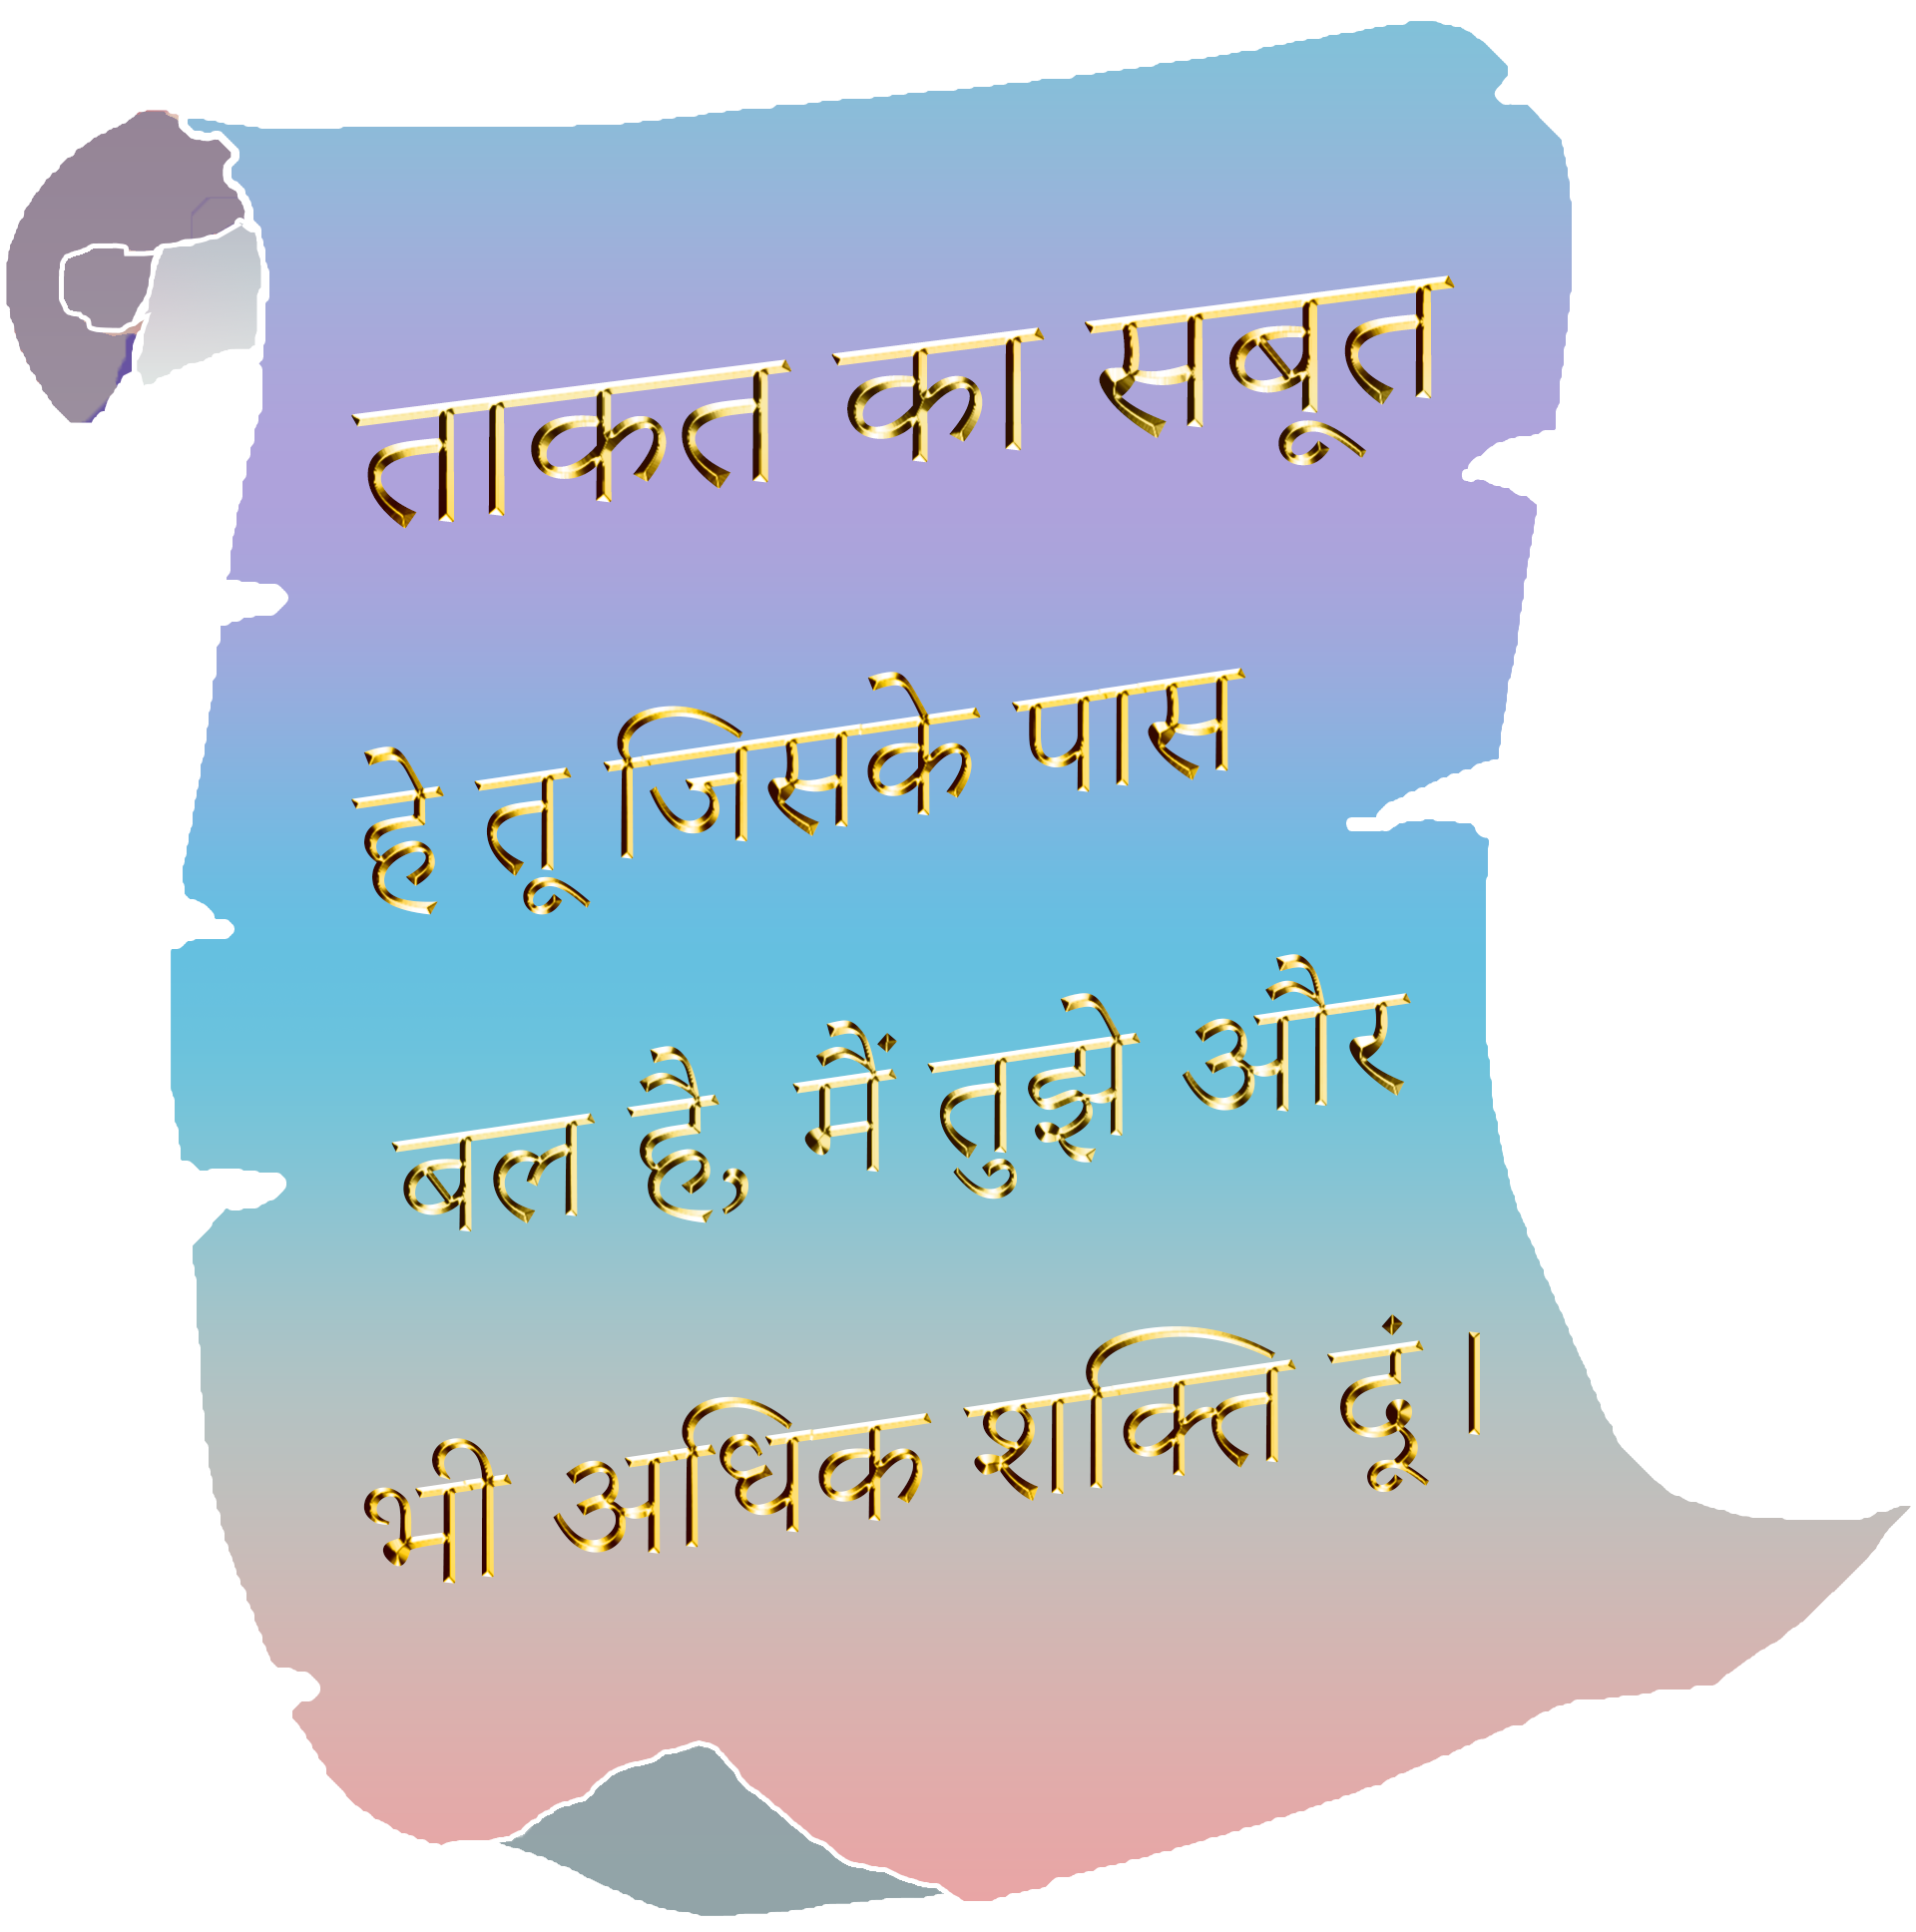 ताकत का सबूत
हे तू जिसके पास
बल है, मैं तुझे और
भी अधिक शक्ति दूं।